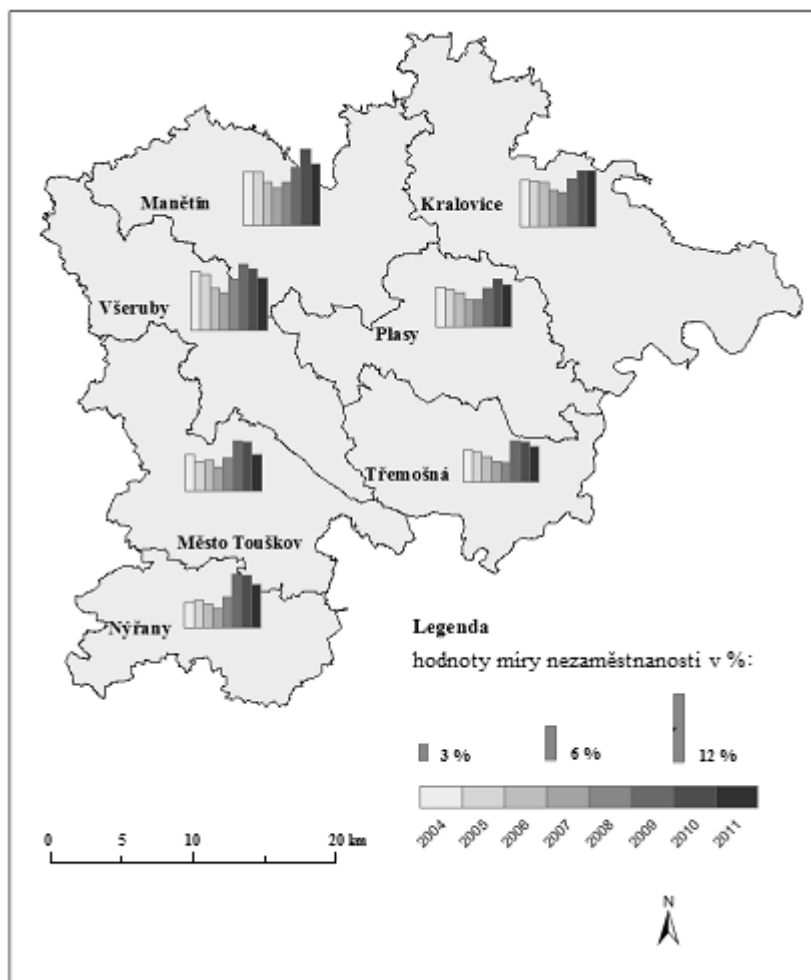 Manětín
Kralovice
Všeruby
Plasy
Třemošná
Město Touškov
Nýřany
Legenda
hodnoty míry nezaměstnanosti v %:
3 %
6 %
12 %
2004 2005 2006 2007 2008 2009 2010 2011
0 5 10 20 km
N